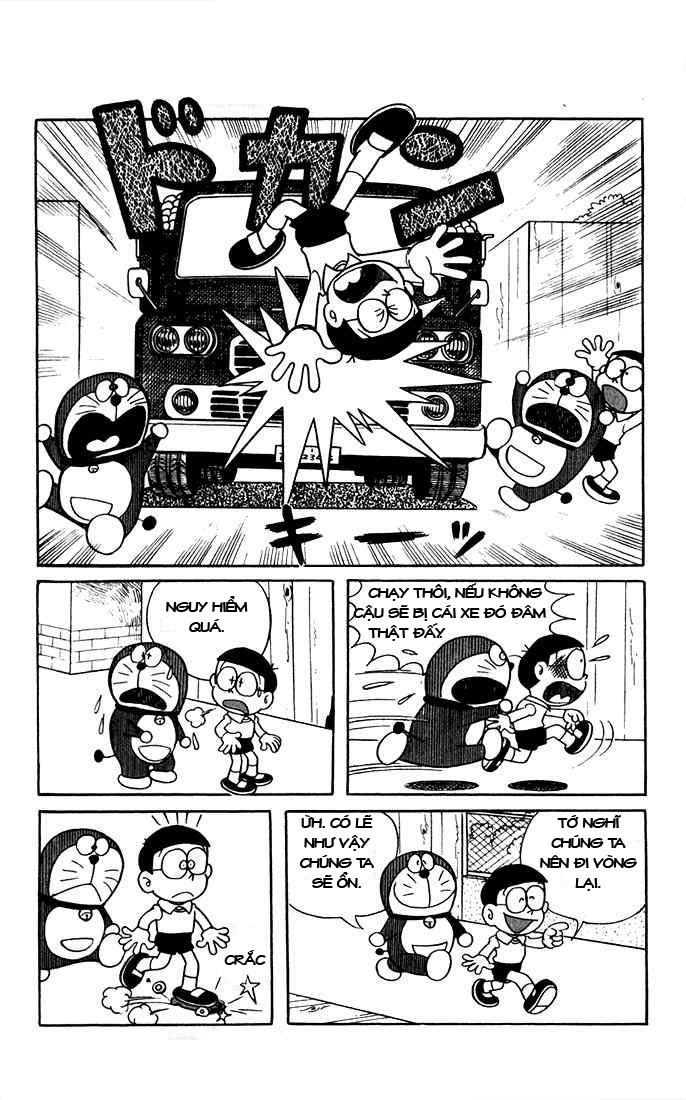 ドカーン
キーッ
CHẠY THÔI, NẾU KHÔNG
CẬU SẼ BỊ CÁI XE ĐÓ ĐÂM
THẬT ĐẤY
NGUY HIỂM
QUÁ.
TỚ NGHĨ
CHÚNG TA
NÊN ĐI VÒNG
LẠI.
ỪH. CÓ LẼ
NHƯ VẬY
CHÚNG TA
SẼ ỔN.
CRẮC